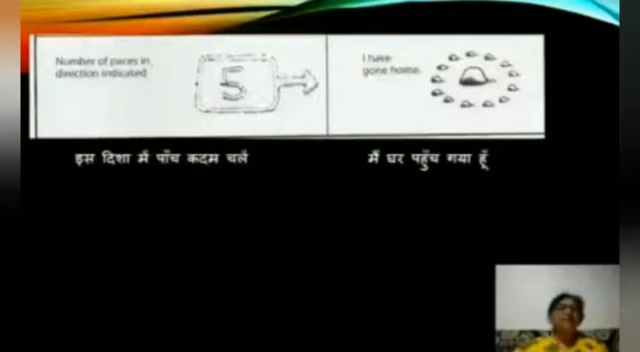 Number of paces in
direction indicated
5
I have
gone home.
इस दिशा में पाँच कदम चलें
मैं घर पहुँच गया हूँ